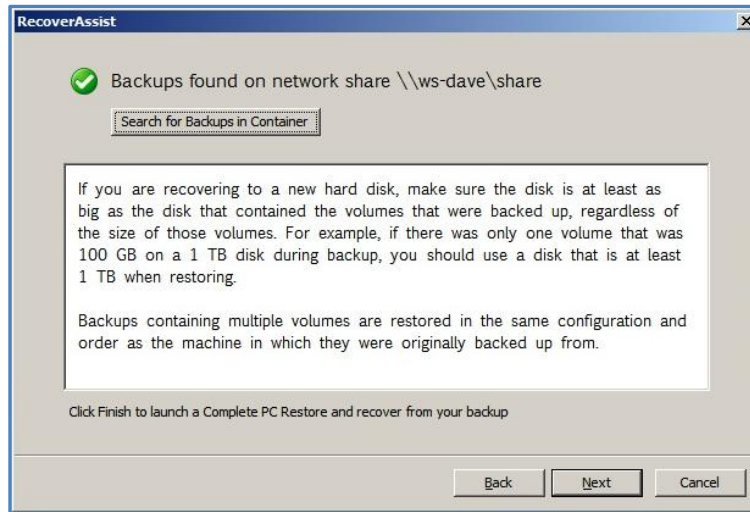 RecoverAssist
Backups found on network share \\ws-dave\share
Search for Backups in Container
If you are recovering to a new hard disk, make sure the disk is at least as
big as the disk that contained the volumes that were backed up, regardless of
the size of those volumes. For example, if there was only one volume that was
100 GB on a 1 TB disk during backup, you should use a disk that is at least
1 TB when restoring.
Backups containing multiple volumes are restored in the same configuration and
order as the machine in which they were originally backed up from.
Click Finish to launch a Complete PC Restore and recover from your backup
Back Next Cancel